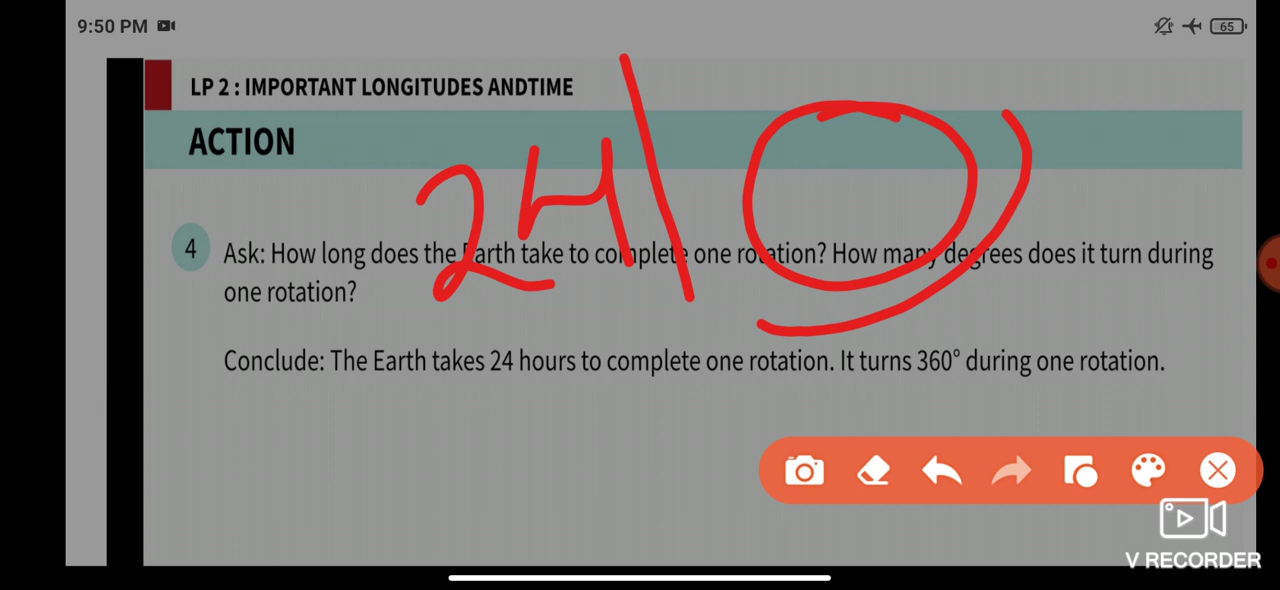 9:50 PM
65
LP 2 : IMPORTANT LONGITUDES ANDTIME
ACTION
24
4 Ask: How long does the Earth take to complete one rotation? How many degrees does it turn during
one rotation?
Conclude: The Earth takes 24 hours to complete one rotation. It turns 360° during one rotation.
V RECORDER